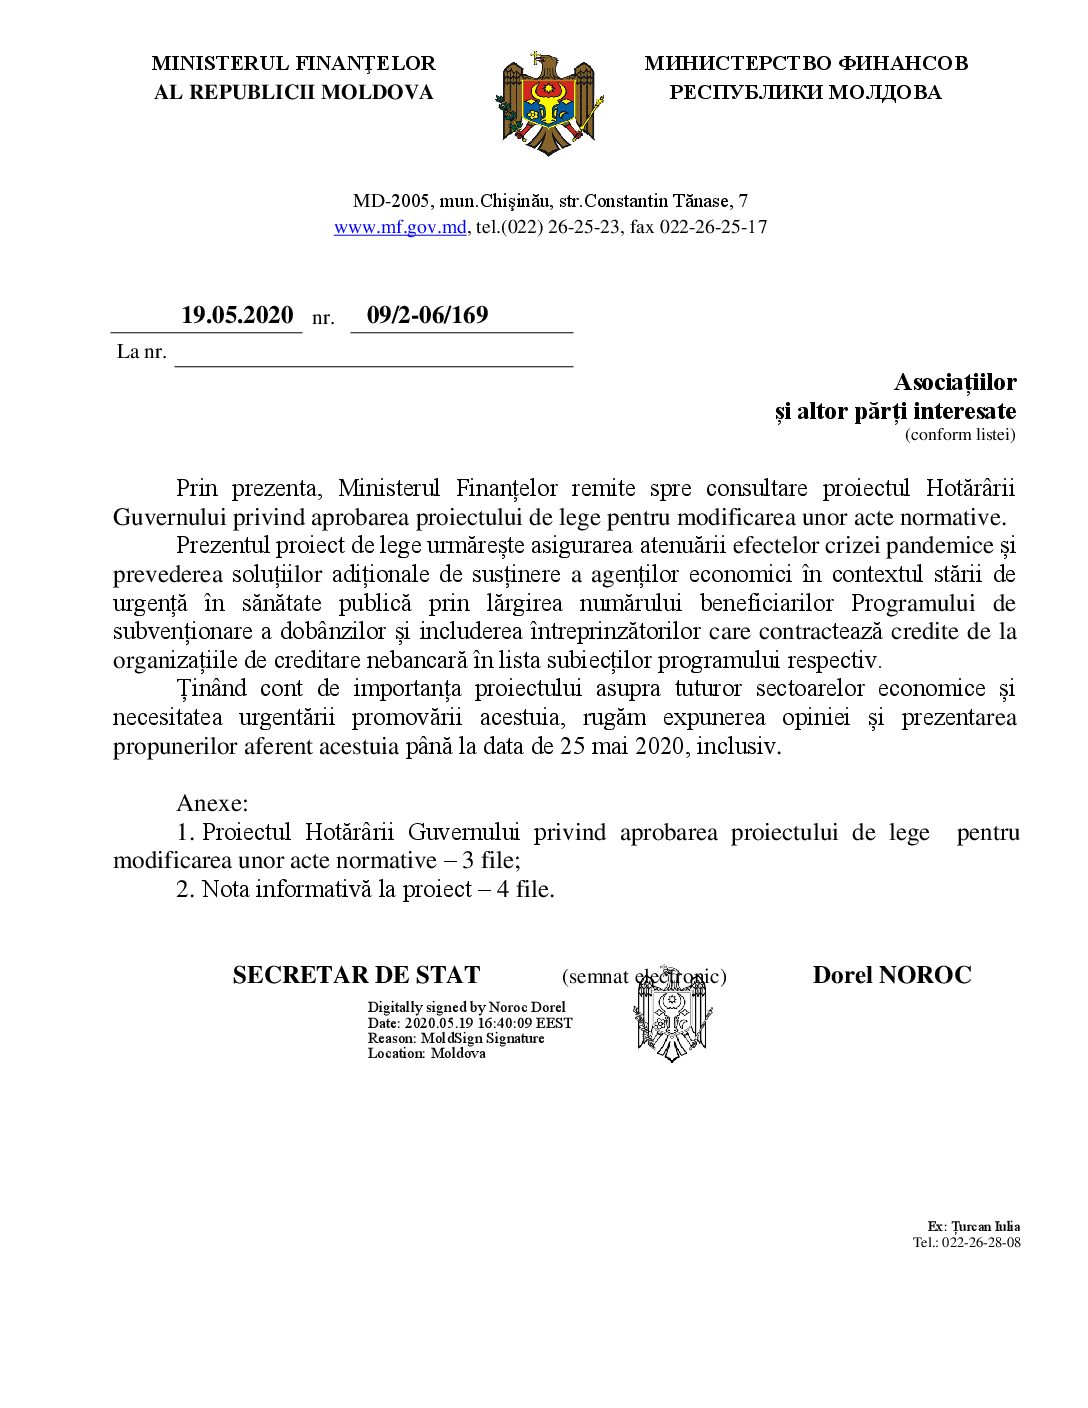 MINISTERUL FINANŢELOR
AL REPUBLICII MOLDOVA
МИНИСТЕРСТВО ФИНАНСОВ
РЕСПУБЛИКИ МОЛДОВА
MD-2005, mun.Chişinău, str.Constantin Tănase, 7
www.mf.gov.md, tel.(022) 26-25-23, fax 022-26-25-17
19.05.2020 nr. 09/2-06/169
La nr.
Asociațiilor
și altor părți interesate
(conform listei)
Prin prezenta, Ministerul Finanțelor remite spre consultare proiectul Hotărârii
Guvernului privind aprobarea proiectului de lege pentru modificarea unor acte normative.
Prezentul proiect de lege urmărește asigurarea atenuării efectelor crizei pandemice și
prevederea soluțiilor adiționale de susținere a agenților economici în contextul stării de
urgență în sănătate publică prin lărgirea numărului beneficiarilor Programului de
subvenționare a dobânzilor și includerea întreprinzătorilor care contractează credite de la
organizațiile de creditare nebancară în lista subiecților programului respectiv.
Ținând cont de importanța proiectului asupra tuturor sectoarelor economice și
necesitatea urgentării promovării acestuia, rugăm expunerea opiniei și prezentarea
propunerilor aferent acestuia până la data de 25 mai 2020, inclusiv.
Anexe:
1. Proiectul Hotărârii Guvernului privind aprobarea proiectului de lege pentru
modificarea unor acte normative – 3 file;
2. Nota informativă la proiect – 4 file.
SECRETAR DE STAT (semnat electronic) Dorel NOROC
Digitally signed by Noroc Dorel
Date: 2020.05.19 16:40:09 EEST
Reason: MoldSign Signature
Location: Moldova
Ex: Țurcan Iulia
Tel.: 022-26-28-08